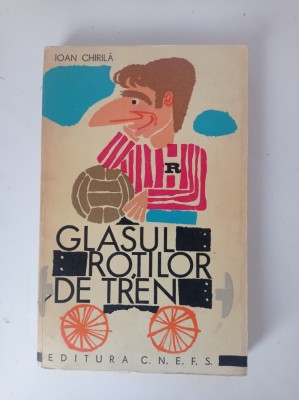 IOAN CHIRILĂ
R
GLASUL
ROȚILOR
DE TREN
EDITURA C.N.E.F.S.